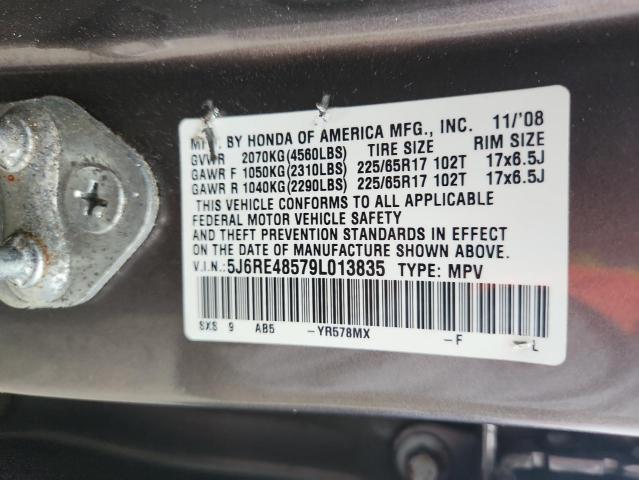 MFD. BY HONDA OF AMERICA MFG., INC. 11/'08
GVWR 2070KG(4560LBS) TIRE SIZE RIM SIZE
GAWR F 1050KG(2310LBS) 225/65R17 102T 17x6.5J
GAWR R 1040KG(2290LBS) 225/65R17 102T 17x6.5J
THIS VEHICLE CONFORMS TO ALL APPLICABLE
FEDERAL MOTOR VEHICLE SAFETY
AND THEFT PREVENTION STANDARDS IN EFFECT
ON THE DATE OF MANUFACTURE SHOWN ABOVE.
V.I.N.:5J6RE48579L013835 TYPE: MPV
SXS 9 AB5 -YR578MX -F -L